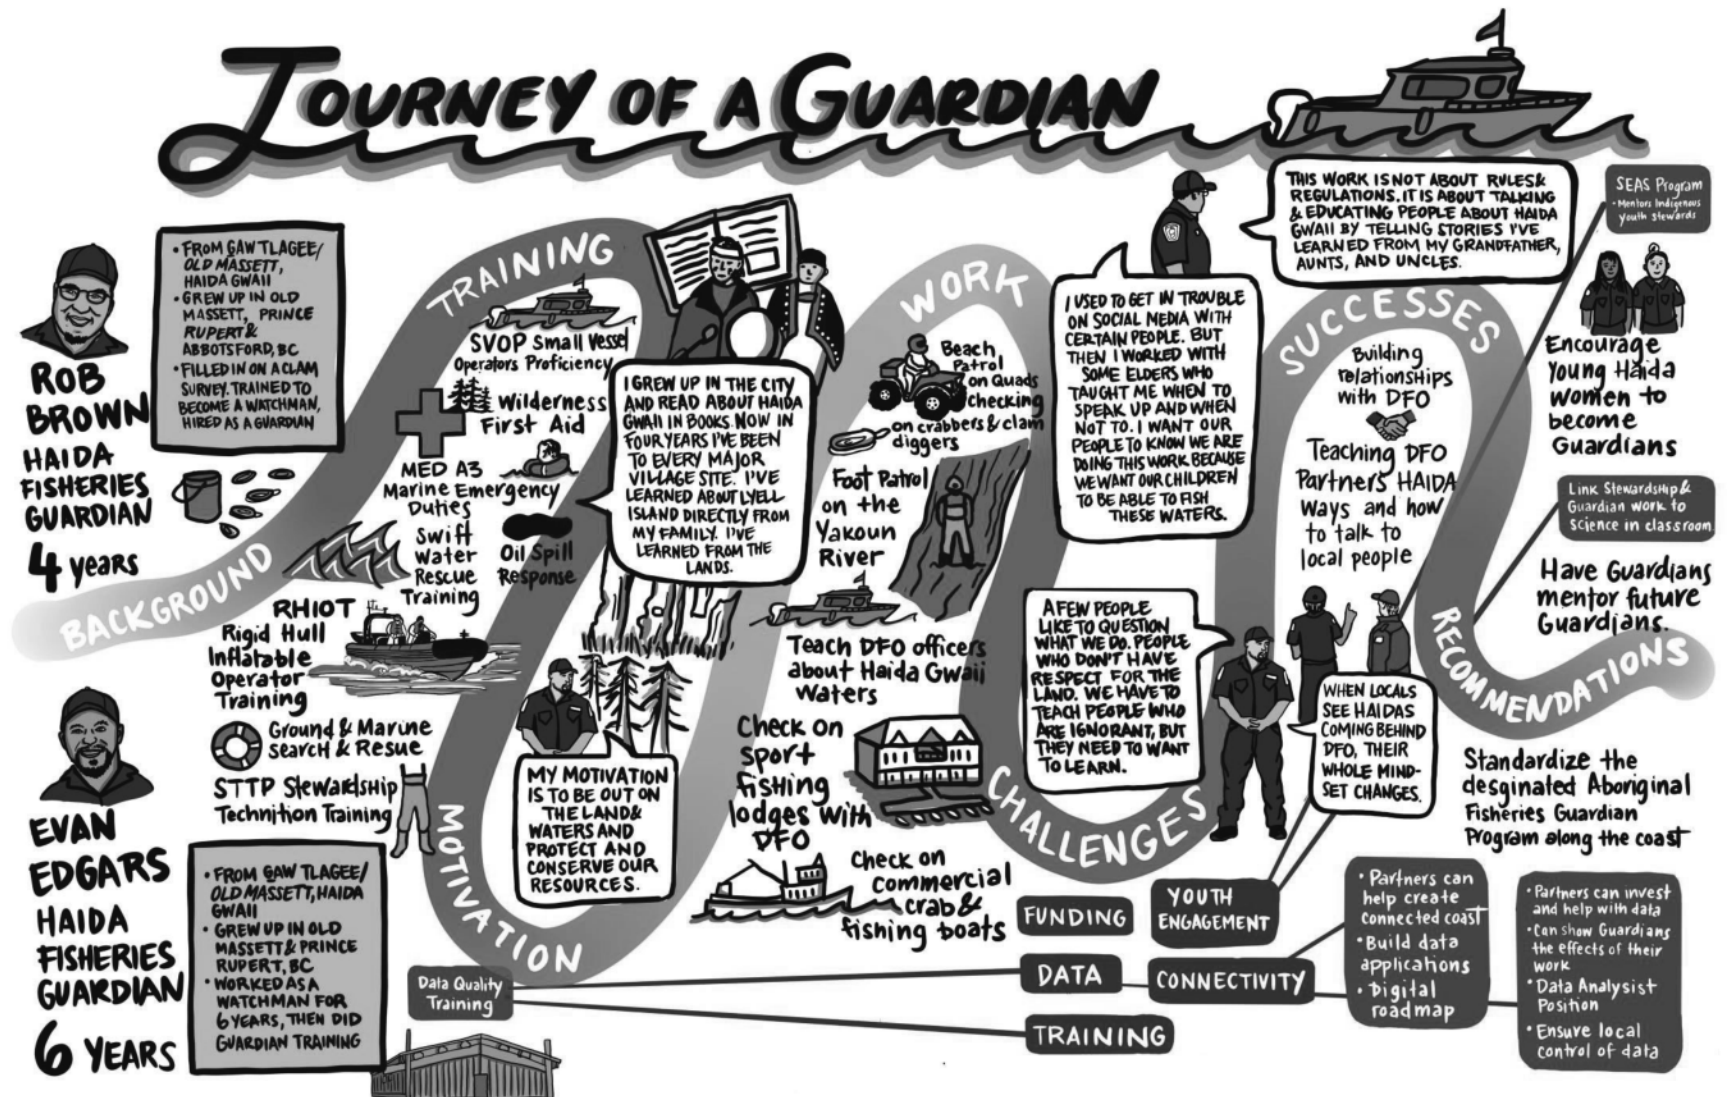 JOURNEY OF A GUARDIAN
ROB
BROWN
HAIDA
FISHERIES
GUARDIAN
4 years
• FROM GAW TLAGEE/
OLD MASSETT,
HAIDA GWAII
• GREW UP IN OLD
MASSETT, PRINCE
RUPERT &
ABBOTSFORD, BC
• FILLED IN ON A CLAM
SURVEY. TRAINED TO
BECOME A WATCHMAN,
HIRED AS A GUARDIAN
EVAN
EDGARS
HAIDA
FISHERIES
GUARDIAN
6 YEARS
• FROM GAW TLAGEE/
OLD MASSETT, HAIDA
GWAII
• GREW UP IN OLD
MASSETT & PRINCE
RUPERT, BC
• WORKED AS A
WATCHMAN FOR
6 YEARS, THEN DID
GUARDIAN TRAINING
BACKGROUND
TRAINING
SVOP Small Vessel
Operators Proficiency
Wilderness
First Aid
MED A3
Marine Emergency
Duties
Swift
Water
Rescue
Training
Oil Spill
Response
RHIOT
Rigid Hull
Inflatable
Operator
Training
Ground & Marine
search & Resue
STTP Stewardship
Technition Training
I GREW UP IN THE CITY
AND READ ABOUT HAIDA
GWAII IN BOOKS. NOW IN
FOUR YEARS I'VE BEEN
TO EVERY MAJOR
VILLAGE SITE. I'VE
LEARNED ABOUT LYELL
ISLAND DIRECTLY FROM
MY FAMILY. I'VE
LEARNED FROM THE
LANDS.
MOTIVATION
MY MOTIVATION
IS TO BE OUT ON
THE LAND &
WATERS AND
PROTECT AND
CONSERVE OUR
RESOURCES.
WORK
Beach
Patrol
on Quads
checking
on crabbers & clam
diggers
Foot Patrol
on the
Yakoun
River
Teach DFO officers
about Haida Gwaii
Waters
Check on
sport
fishing
lodges with
DFO
Check on
commercial
crab &
fishing boats
CHALLENGES
I USED TO GET IN TROUBLE
ON SOCIAL MEDIA WITH
CERTAIN PEOPLE. BUT
THEN I WORKED WITH
SOME ELDERS WHO
TAUGHT ME WHEN TO
SPEAK UP AND WHEN
NOT TO. I WANT OUR
PEOPLE TO KNOW WE ARE
DOING THIS WORK BECAUSE
WE WANT OUR CHILDREN
TO BE ABLE TO FISH
THESE WATERS.
A FEW PEOPLE
LIKE TO QUESTION
WHAT WE DO. PEOPLE
WHO DON'T HAVE
RESPECT FOR THE
LAND. WE HAVE TO
TEACH PEOPLE WHO
ARE IGNORANT, BUT
THEY NEED TO WANT
TO LEARN.
SUCCESSES
THIS WORK IS NOT ABOUT RULES &
REGULATIONS. IT IS ABOUT TALKING
& EDUCATING PEOPLE ABOUT HAIDA
GWAII BY TELLING STORIES I'VE
LEARNED FROM MY GRANDFATHER,
AUNTS, AND UNCLES.
Building
relationships
with DFO
Teaching DFO
Partners HAIDA
Ways and how
to talk to
local people
WHEN LOCALS
SEE HAIDAS
COMING BEHIND
DFO, THEIR
WHOLE MIND-
SET CHANGES.
RECOMMENDATIONS
SEAS Program
• Mentors Indigenous
youth stewards
Encourage
Young Haida
women to
become
Guardians
Link Stewardship &
Guardian work to
Science in classroom
Have Guardians
mentor future
Guardians.
Standardize the
desginated Aboriginal
Fisheries Guardian
Program along the coast
FUNDING
YOUTH
ENGAGEMENT
Data Quality
Training
DATA
CONNECTIVITY
TRAINING
• Partners can
help create
connected coast
• Build data
applications
• Digital
roadmap
• Partners can invest
and help with data
• Can show Guardians
the effects of their
work
• Data Analysist
Position
• Ensure local
control of data